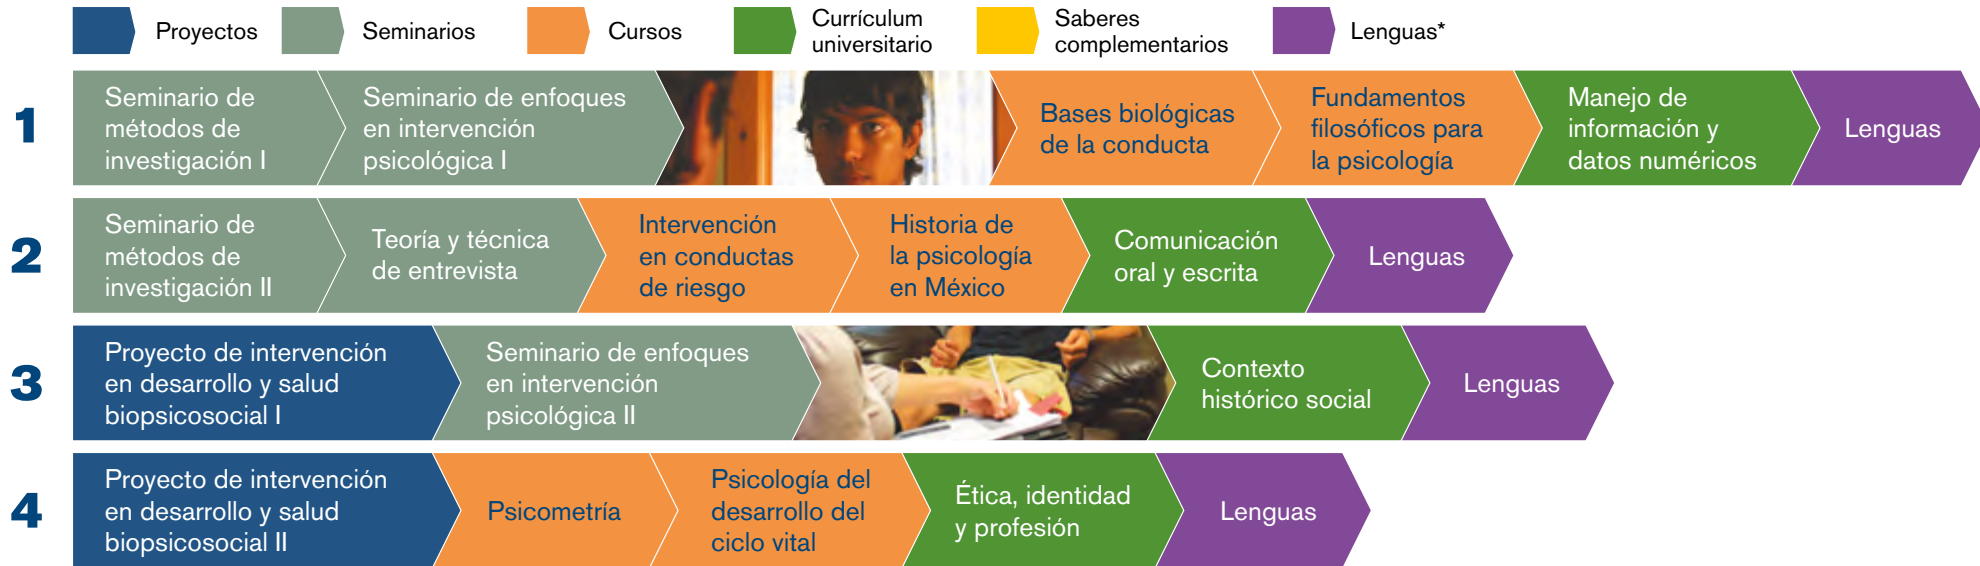 Proyectos
Seminarios
Cursos
Currículum
universitario
Saberes
complementarios
Lenguas*
1
Seminario de
métodos de
investigación I
Seminario de enfoques
en intervención
psicológica I
Bases biológicas
de la conducta
Fundamentos
filosóficos para
la psicología
Manejo de
información y
datos numéricos
Lenguas
2
Seminario de
métodos de
investigación II
Teoría y técnica
de entrevista
Intervención
en conductas
de riesgo
Historia de
la psicología
en México
Comunicación
oral y escrita
Lenguas
3
Proyecto de intervención
en desarrollo y salud
biopsicosocial I
Seminario de enfoques
en intervención
psicológica II
Contexto
histórico social
Lenguas
4
Proyecto de intervención
en desarrollo y salud
biopsicosocial II
Psicometría
Psicología del
desarrollo del
ciclo vital
Ética, identidad
y profesión
Lenguas